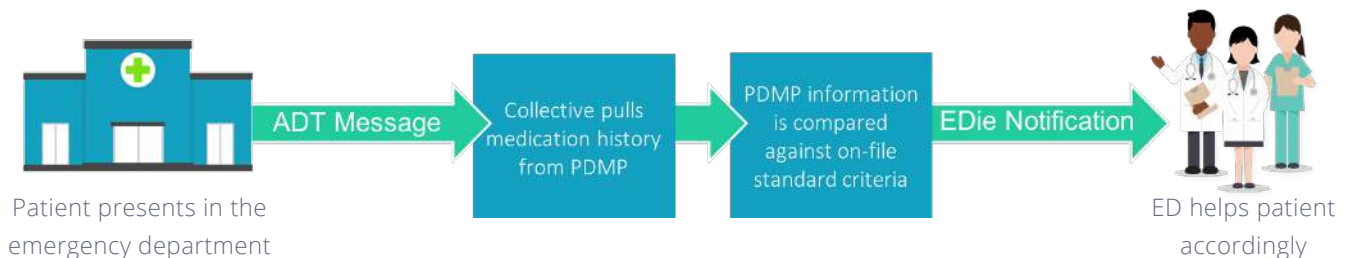 Patient presents in the
emergency department
ADT Message
Collective pulls
medication history
from PDMP
PDMP information
is compared
against on-file
standard criteria
EDie Notification
ED helps patient
accordingly